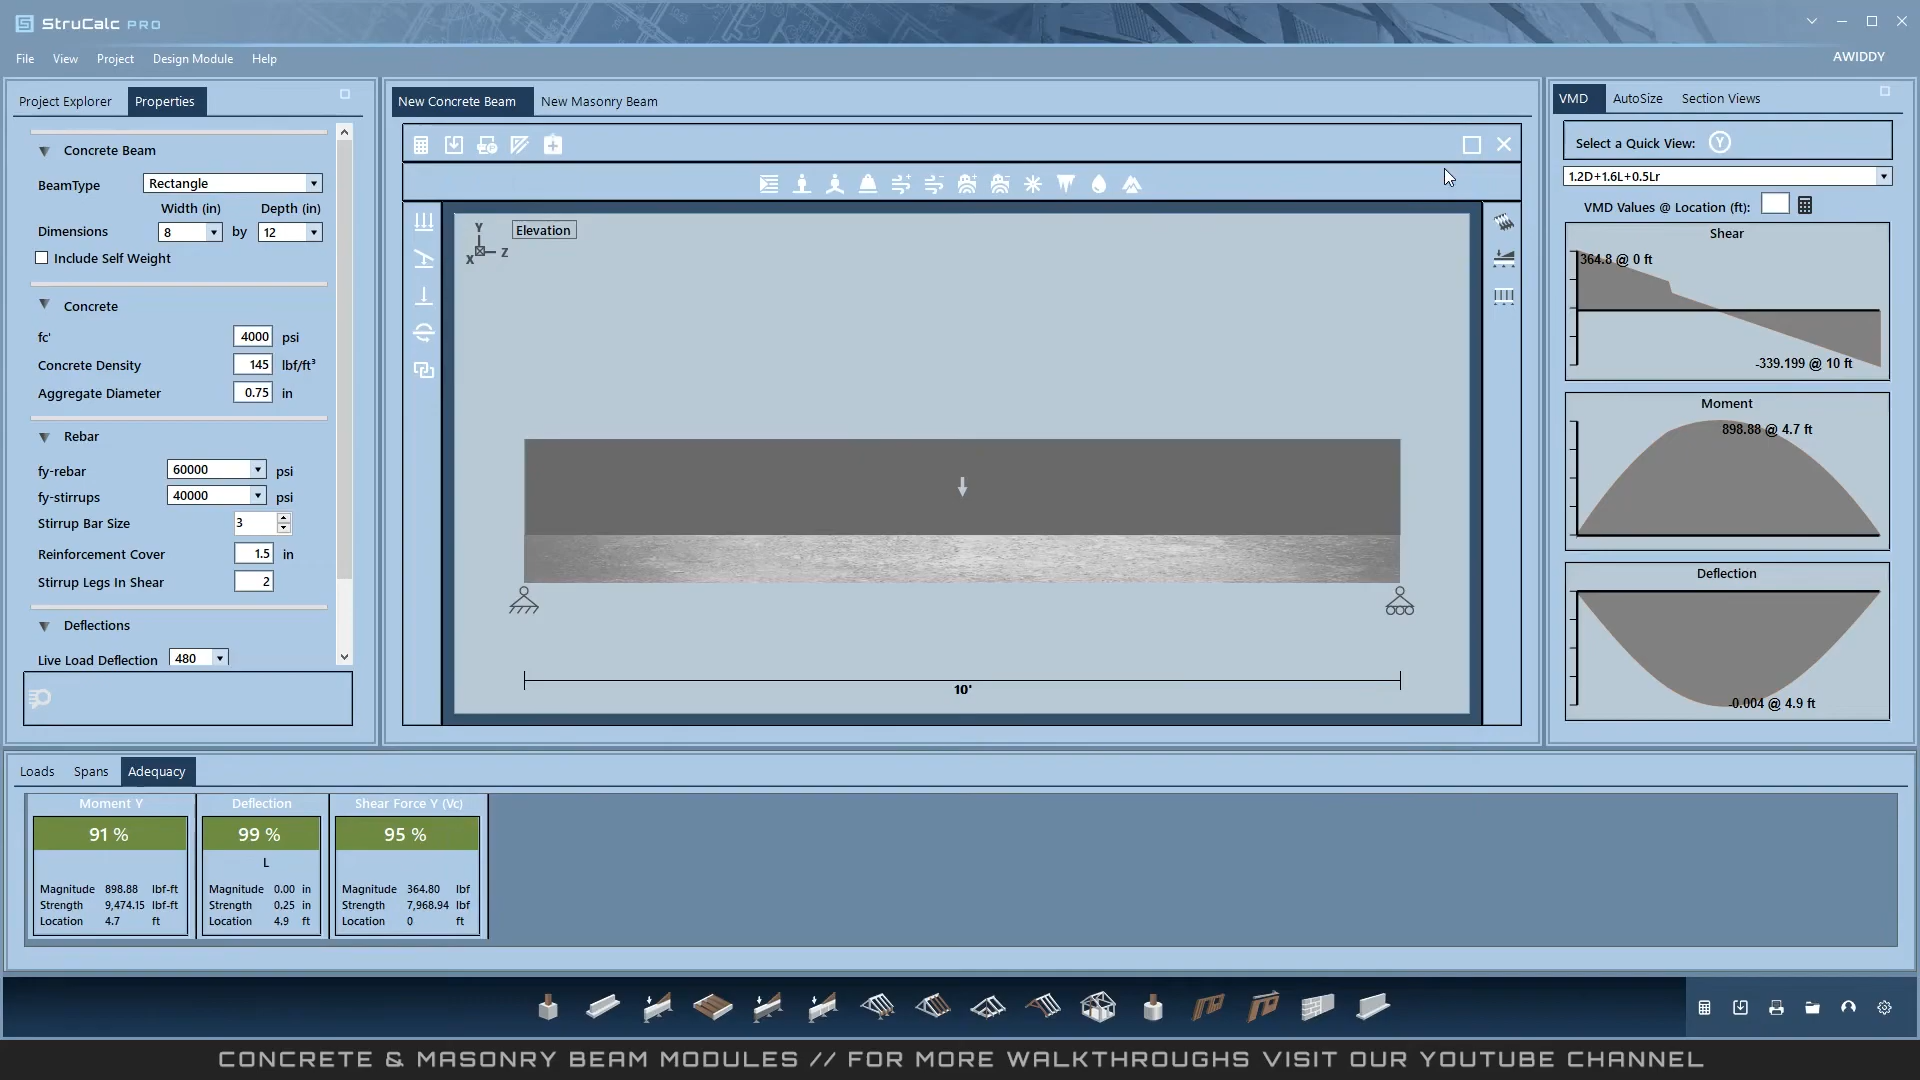 StruCalc PRO
File View Project Design Module Help
AWIDDY
Project Explorer Properties
Concrete Beam
BeamType Rectangle
Width (in) Depth (in)
Dimensions 8 by 12
Include Self Weight
Concrete
fc' 4000 psi
Concrete Density 145 lbf/ft³
Aggregate Diameter 0.75 in
Rebar
fy-rebar 60000 psi
fy-stirrups 40000 psi
Stirrup Bar Size 3
Reinforcement Cover 1.5 in
Stirrup Legs In Shear 2
Deflections
Live Load Deflection 480
New Concrete Beam New Masonry Beam
Y
X Z
Elevation
10'
VMD AutoSize Section Views
Select a Quick View: Y
1.2D+1.6L+0.5Lr
VMD Values @ Location (ft):
Shear
364.8 @ 0 ft
-339.199 @ 10 ft
Moment
898.88 @ 4.7 ft
Deflection
-0.004 @ 4.9 ft
Loads Spans Adequacy
Moment Y
91 %
Magnitude 898.88 lbf-ft
Strength 9,474.15 lbf-ft
Location 4.7 ft
Deflection
99 %
L
Magnitude 0.00 in
Strength 0.25 in
Location 4.9 ft
Shear Force Y (Vc)
95 %
Magnitude 364.80 lbf
Strength 7,968.94 lbf
Location 0 ft
CONCRETE & MASONRY BEAM MODULES // FOR MORE WALKTHROUGHS VISIT OUR YOUTUBE CHANNEL